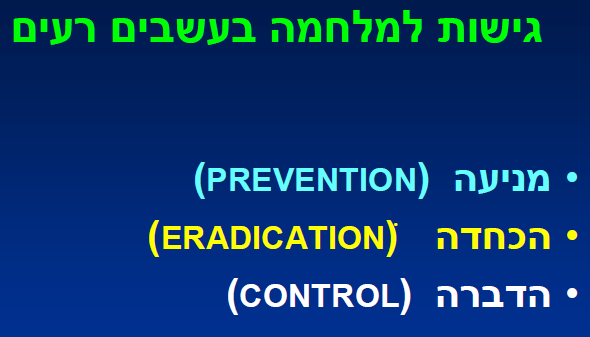 גישות למלחמה בעשבים רעים
• מניעה (PREVENTION)
• הכחדה (ERADICATION)
• הדברה (CONTROL)